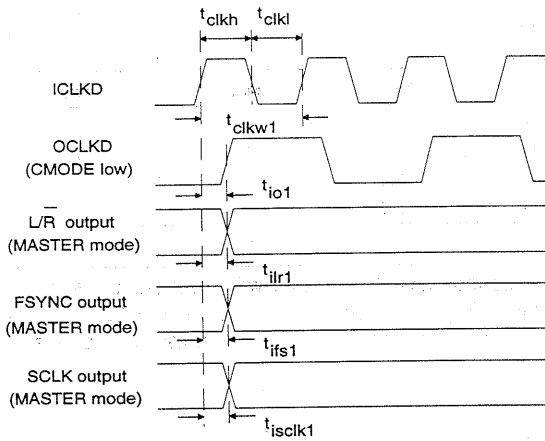 tclkh tclkl
ICLKD
tclkw1
OCLKD
(CMODE low)
tio1
L/R̅ output
(MASTER mode)
tilr1
FSYNC output
(MASTER mode)
tifs1
SCLK output
(MASTER mode)
tisclk1